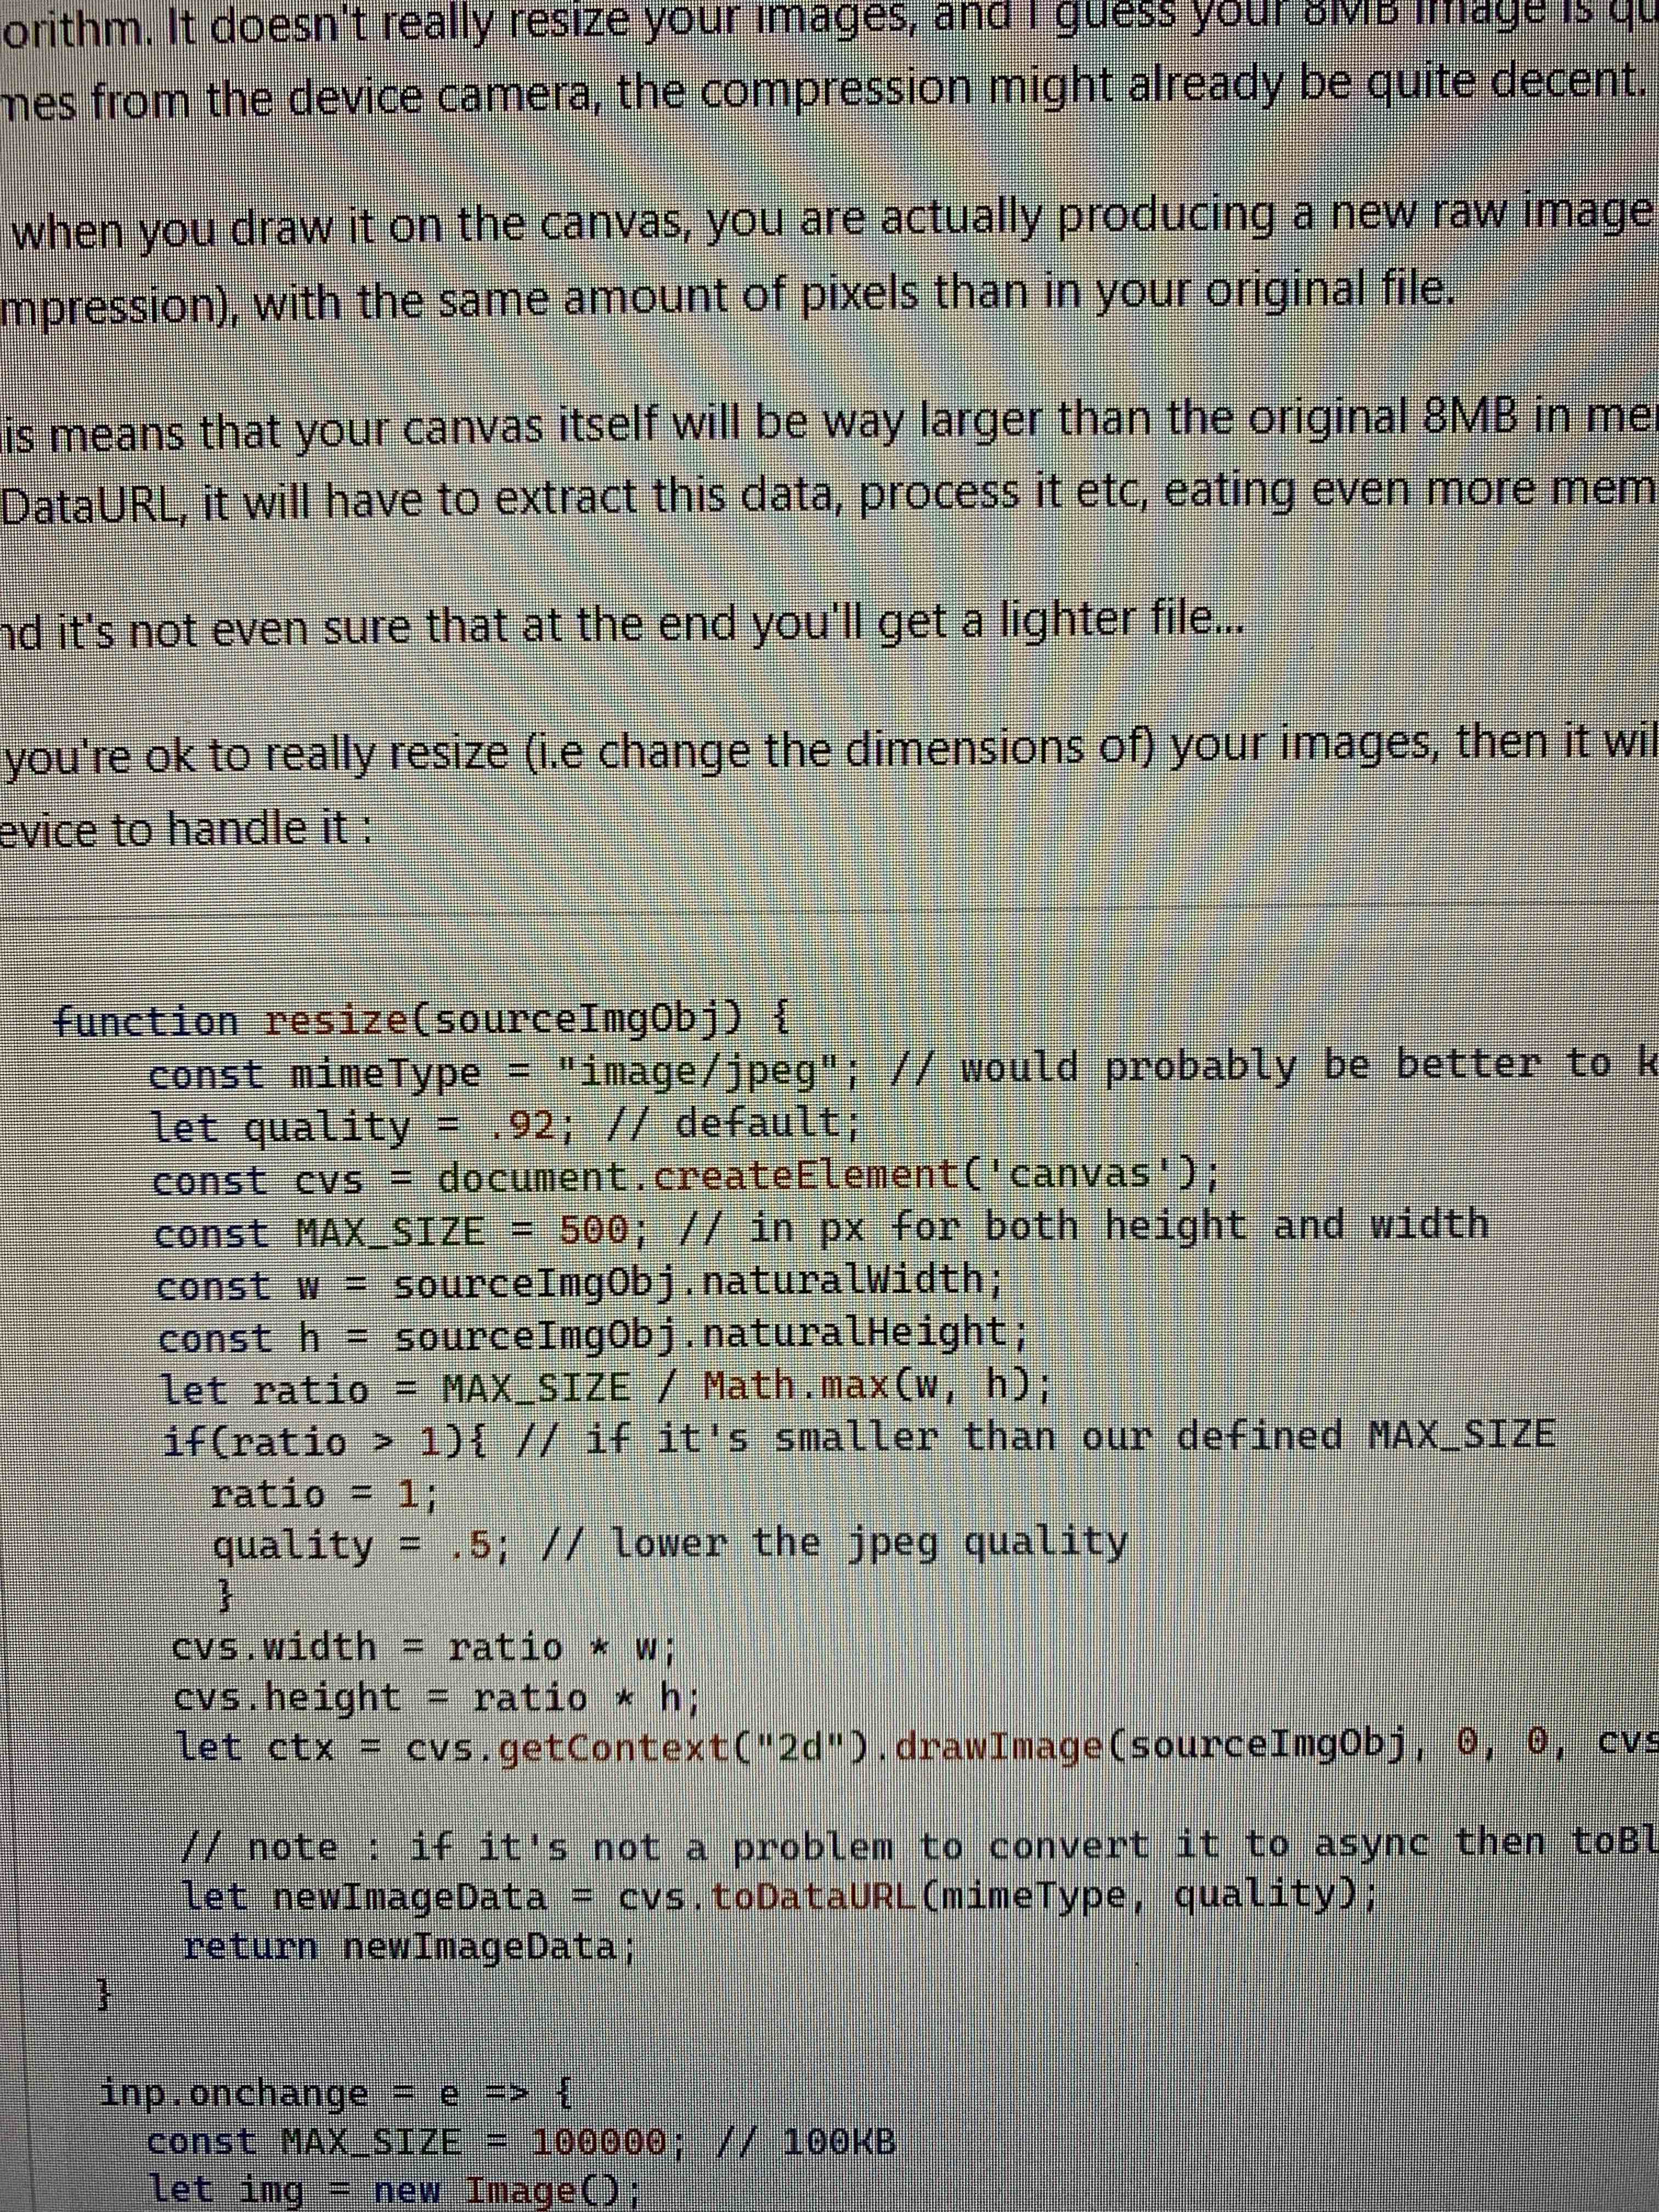 orithm. It doesn't really resize your images, and I guess your 8MB image is qu
mes from the device camera, the compression might already be quite decent.
when you draw it on the canvas, you are actually producing a new raw image
mpression), with the same amount of pixels than in your original file.
is means that your canvas itself will be way larger than the original 8MB in me
DataURL, it will have to extract this data, process it etc, eating even more mem
nd it's not even sure that at the end you'll get a lighter file...
you're ok to really resize (i.e change the dimensions of) your images, then it wil
evice to handle it :
function resize(sourceImgObj) {
const mimeType = "image/jpeg"; // would probably be better to k
let quality = .92; // default;
const cvs = document.createElement('canvas');
const MAX_SIZE = 500; // in px for both height and width
const w = sourceImgObj.naturalWidth;
const h = sourceImgObj.naturalHeight;
let ratio = MAX_SIZE / Math.max(w, h);
if(ratio > 1){ // if it's smaller than our defined MAX_SIZE
ratio = 1;
quality = .5; // lower the jpeg quality
}
cvs.width = ratio * w;
cvs.height = ratio * h;
let ctx = cvs.getContext("2d").drawImage(sourceImgObj, 0, 0, cvs
// note : if it's not a problem to convert it to async then toBl
let newImageData = cvs.toDataURL(mimeType, quality);
return newImageData;
}
inp.onchange = e => {
const MAX_SIZE = 100000; // 100KB
let img = new Image();